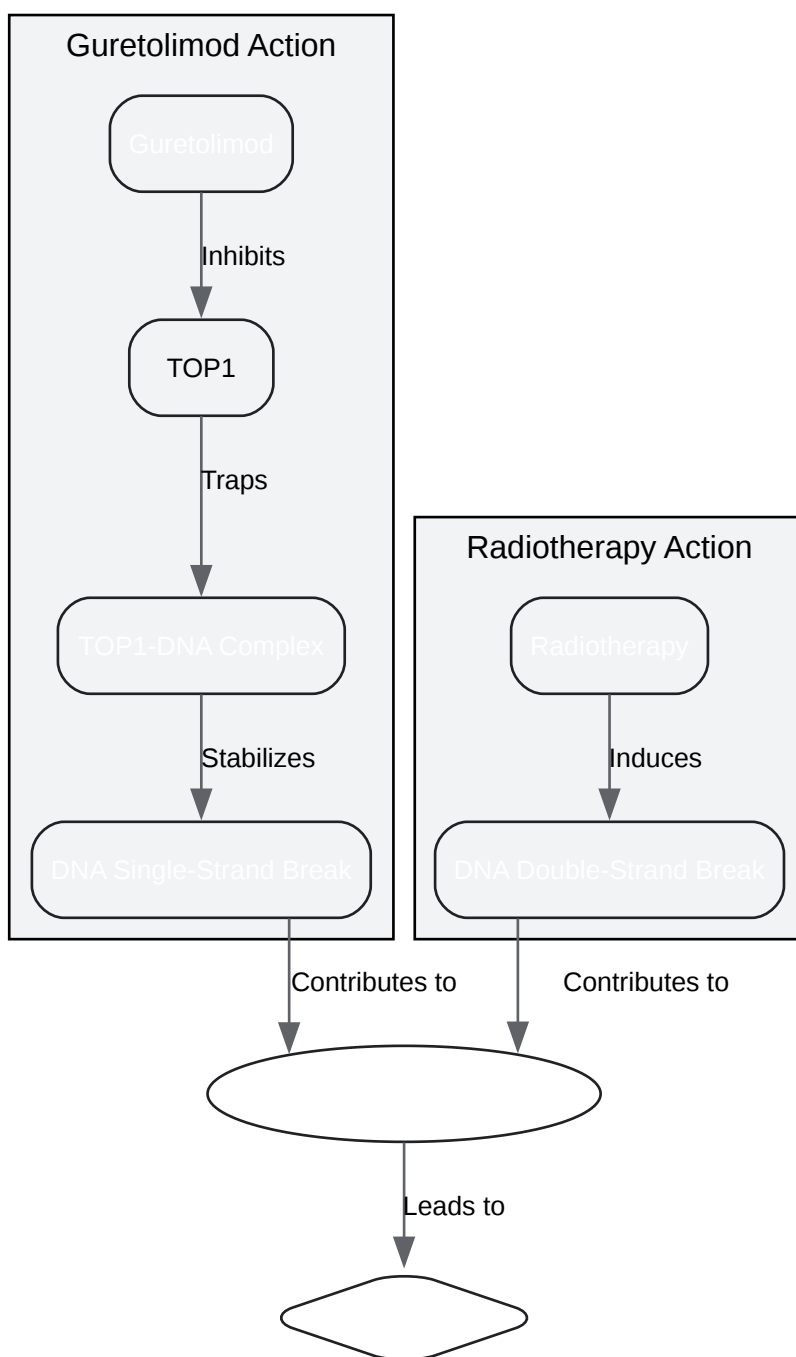 Guretolimod Action
Guretolimod
Inhibits
TOP1
Traps
Radiotherapy Action
TOP1-DNA Complex
Radiotherapy
Stabilizes
Induces
DNA Single-Strand Break
DNA Double-Strand Break
Contributes to
Contributes to
Leads to